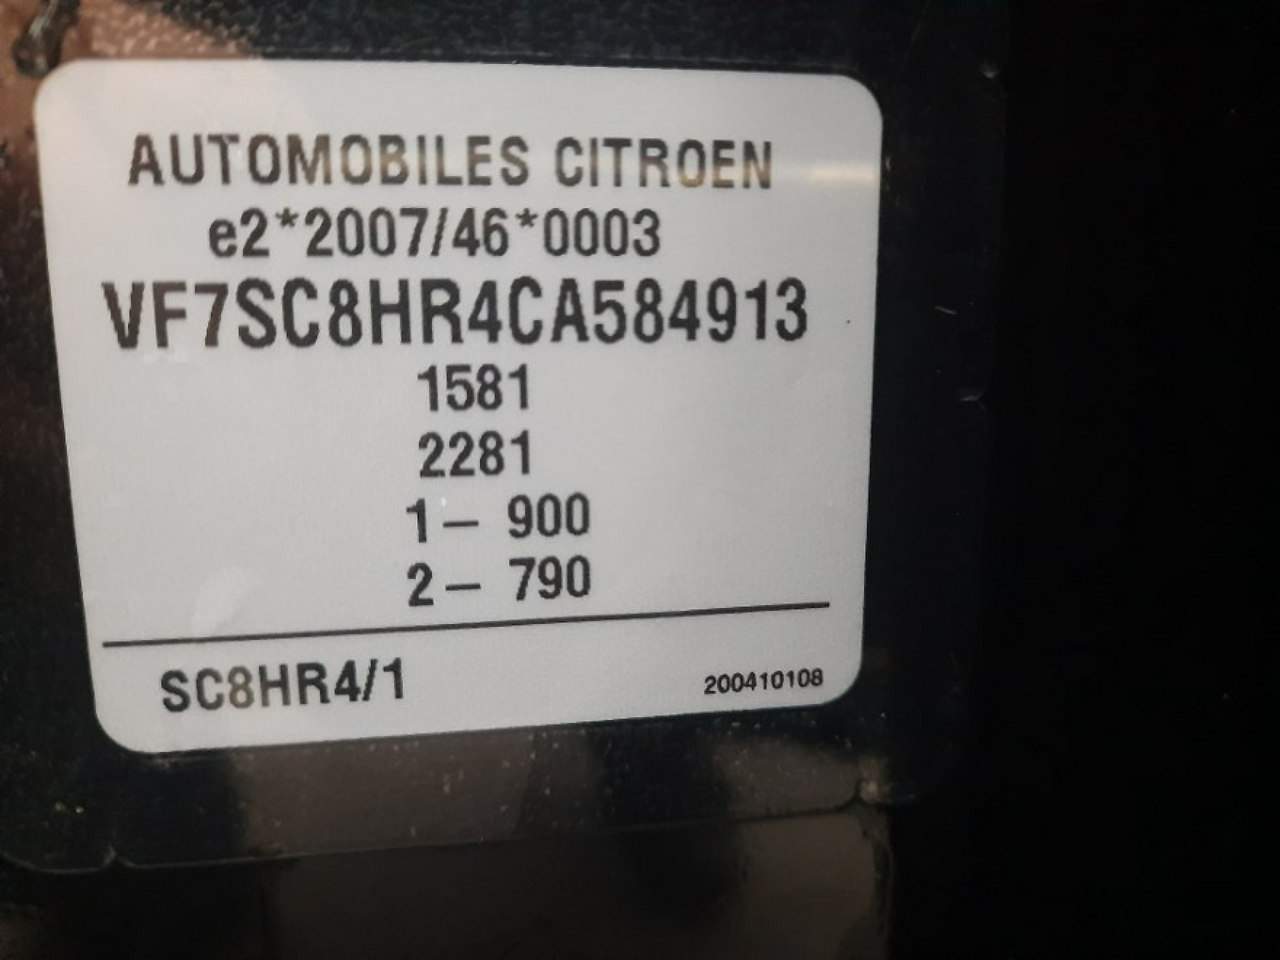 AUTOMOBILES CITROEN
e2*2007/46*0003
VF7SC8HR4CA584913
1581
2281
1- 900
2- 790
SC8HR4/1
200410108